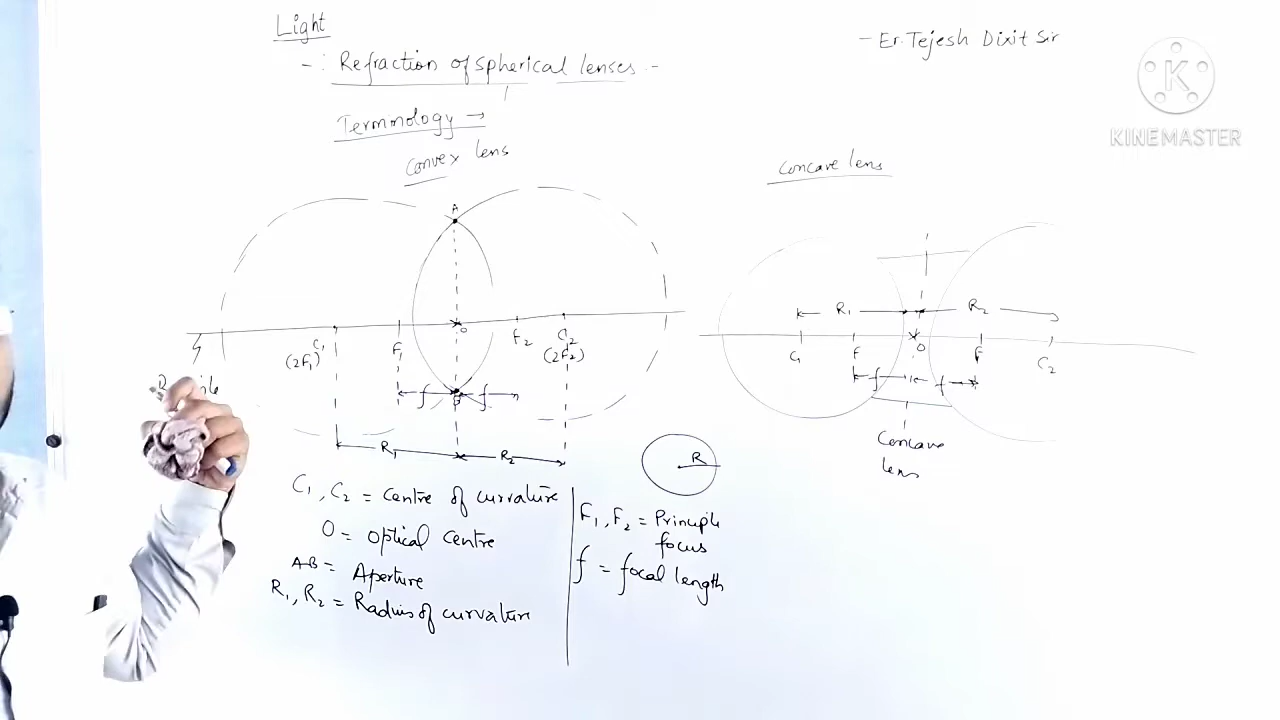 Light
- Er. Tejesh Dixit Sir
-: Refraction of spherical lenses -
Termmology →
Convex lens
Concave lens
KINEMASTER
A
O
C1
(2F1)
F1
F2
C2
(2F2)
B
f
f
R1
R2
R1
R2
C1
F
O
F
C2
f
f
Concave
lens
R
C1, C2 = Centre of curvature
O = optical centre
AB = Aperture
R1, R2 = Radius of curvature
F1, F2 = Principle
focus
f = focal length